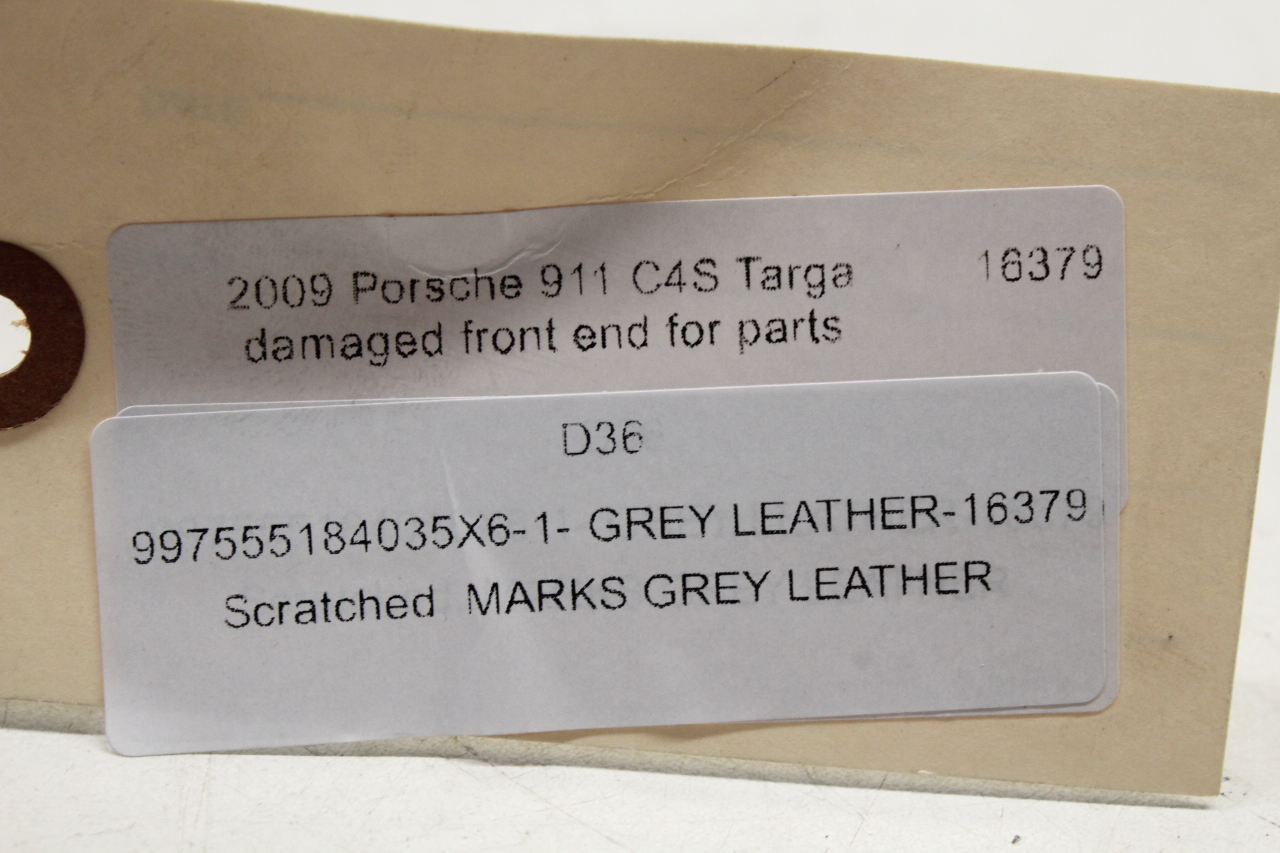 2009 Porsche 911 C4S Targa 16379
damaged front end for parts
D36
997555184035X6-1- GREY LEATHER-16379
Scratched MARKS GREY LEATHER